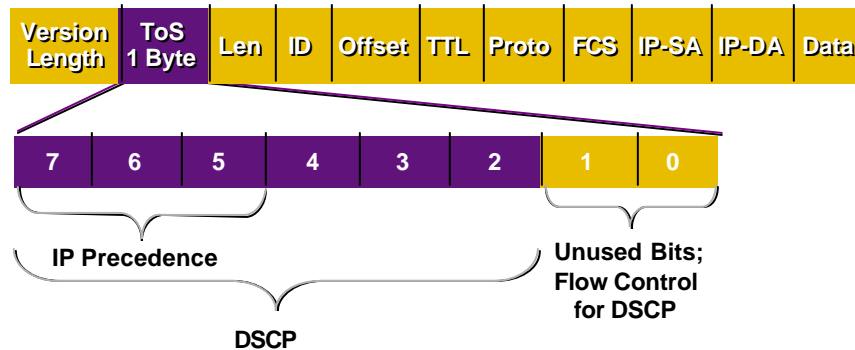 Version Length ToS 1 Byte Len ID Offset TTL Proto FCS IP-SA IP-DA Data
7 6 5 4 3 2 1 0
IP Precedence
Unused Bits;
Flow Control
for DSCP
DSCP